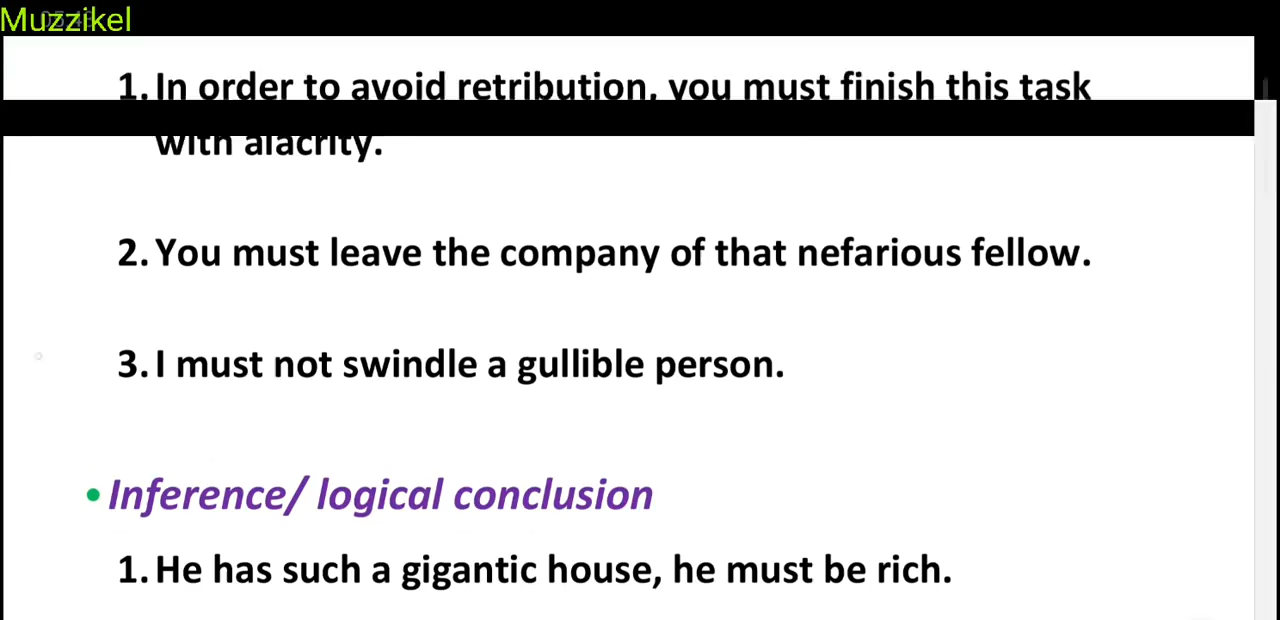 Muzzikel
1. In order to avoid retribution, you must finish this task
with alacrity.
2. You must leave the company of that nefarious fellow.
3. I must not swindle a gullible person.
• Inference/ logical conclusion
1. He has such a gigantic house, he must be rich.